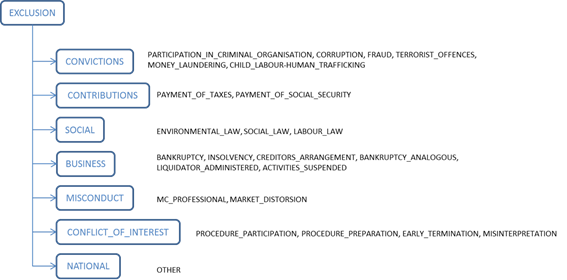 EXCLUSION
CONVICTIONS
PARTICIPATION_IN_CRIMINAL_ORGANISATION, CORRUPTION, FRAUD, TERRORIST_OFFENCES,
MONEY_LAUNDERING, CHILD_LABOUR-HUMAN_TRAFFICKING
CONTRIBUTIONS
PAYMENT_OF_TAXES, PAYMENT_OF_SOCIAL_SECURITY
SOCIAL
ENVIRONMENTAL_LAW, SOCIAL_LAW, LABOUR_LAW
BUSINESS
BANKRUPTCY, INSOLVENCY, CREDITORS_ARRANGEMENT, BANKRUPTCY_ANALOGOUS,
LIQUIDATOR_ADMINISTERED, ACTIVITIES_SUSPENDED
MISCONDUCT
MC_PROFESSIONAL, MARKET_DISTORSION
CONFLICT_OF_INTEREST
PROCEDURE_PARTICIPATION, PROCEDURE_PREPARATION, EARLY_TERMINATION, MISINTERPRETATION
NATIONAL
OTHER